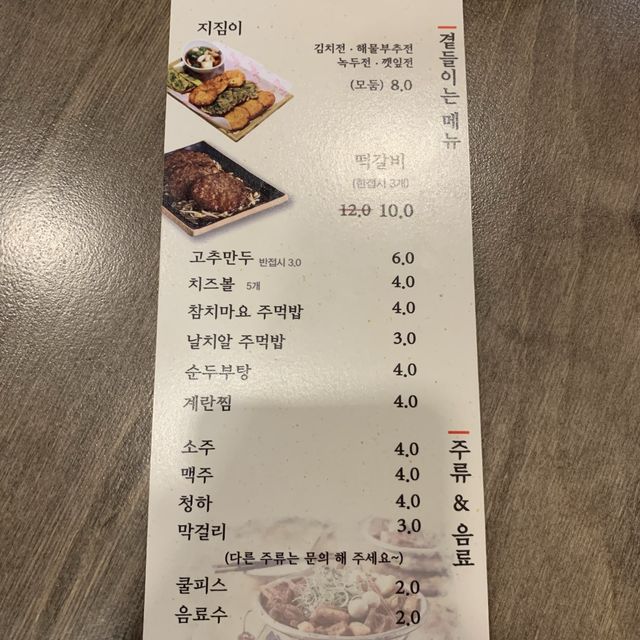 곁들이는 메뉴
지짐이
김치전 · 해물부추전
녹두전 · 깻잎전
(모둠) 8.0
떡갈비
(한접시 3개)
12.0 10.0
고추만두 반접시 3.0 6.0
치즈볼 5개 4.0
참치마요 주먹밥 4.0
날치알 주먹밥 3.0
순두부탕 4.0
계란찜 4.0
주류 & 음료
소주 4.0
맥주 4.0
청하 4.0
막걸리 3.0
(다른 주류는 문의 해 주세요~)
쿨피스 2.0
음료수 2.0